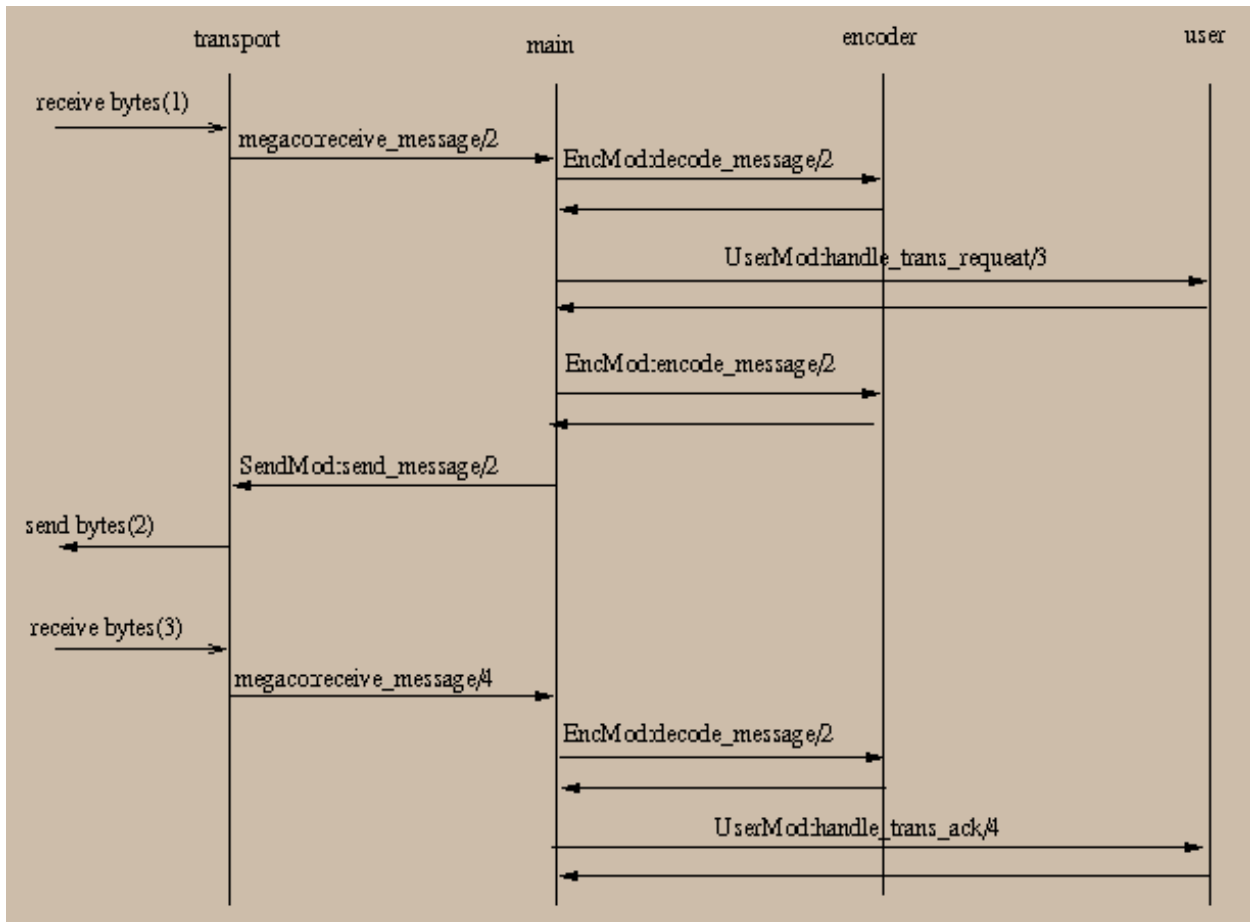 transport
main
encoder
user
receive bytes(1)
megaco:receive_message/2
EncMod:decode_message/2
UserMod:handle_trans_requeat/3
EncMod:encode_message/2
SendMod:send_message/2
send bytes(2)
receive bytes(3)
megaco:receive_message/4
EncMod:decode_message/2
UserMod:handle_trans_ack/4